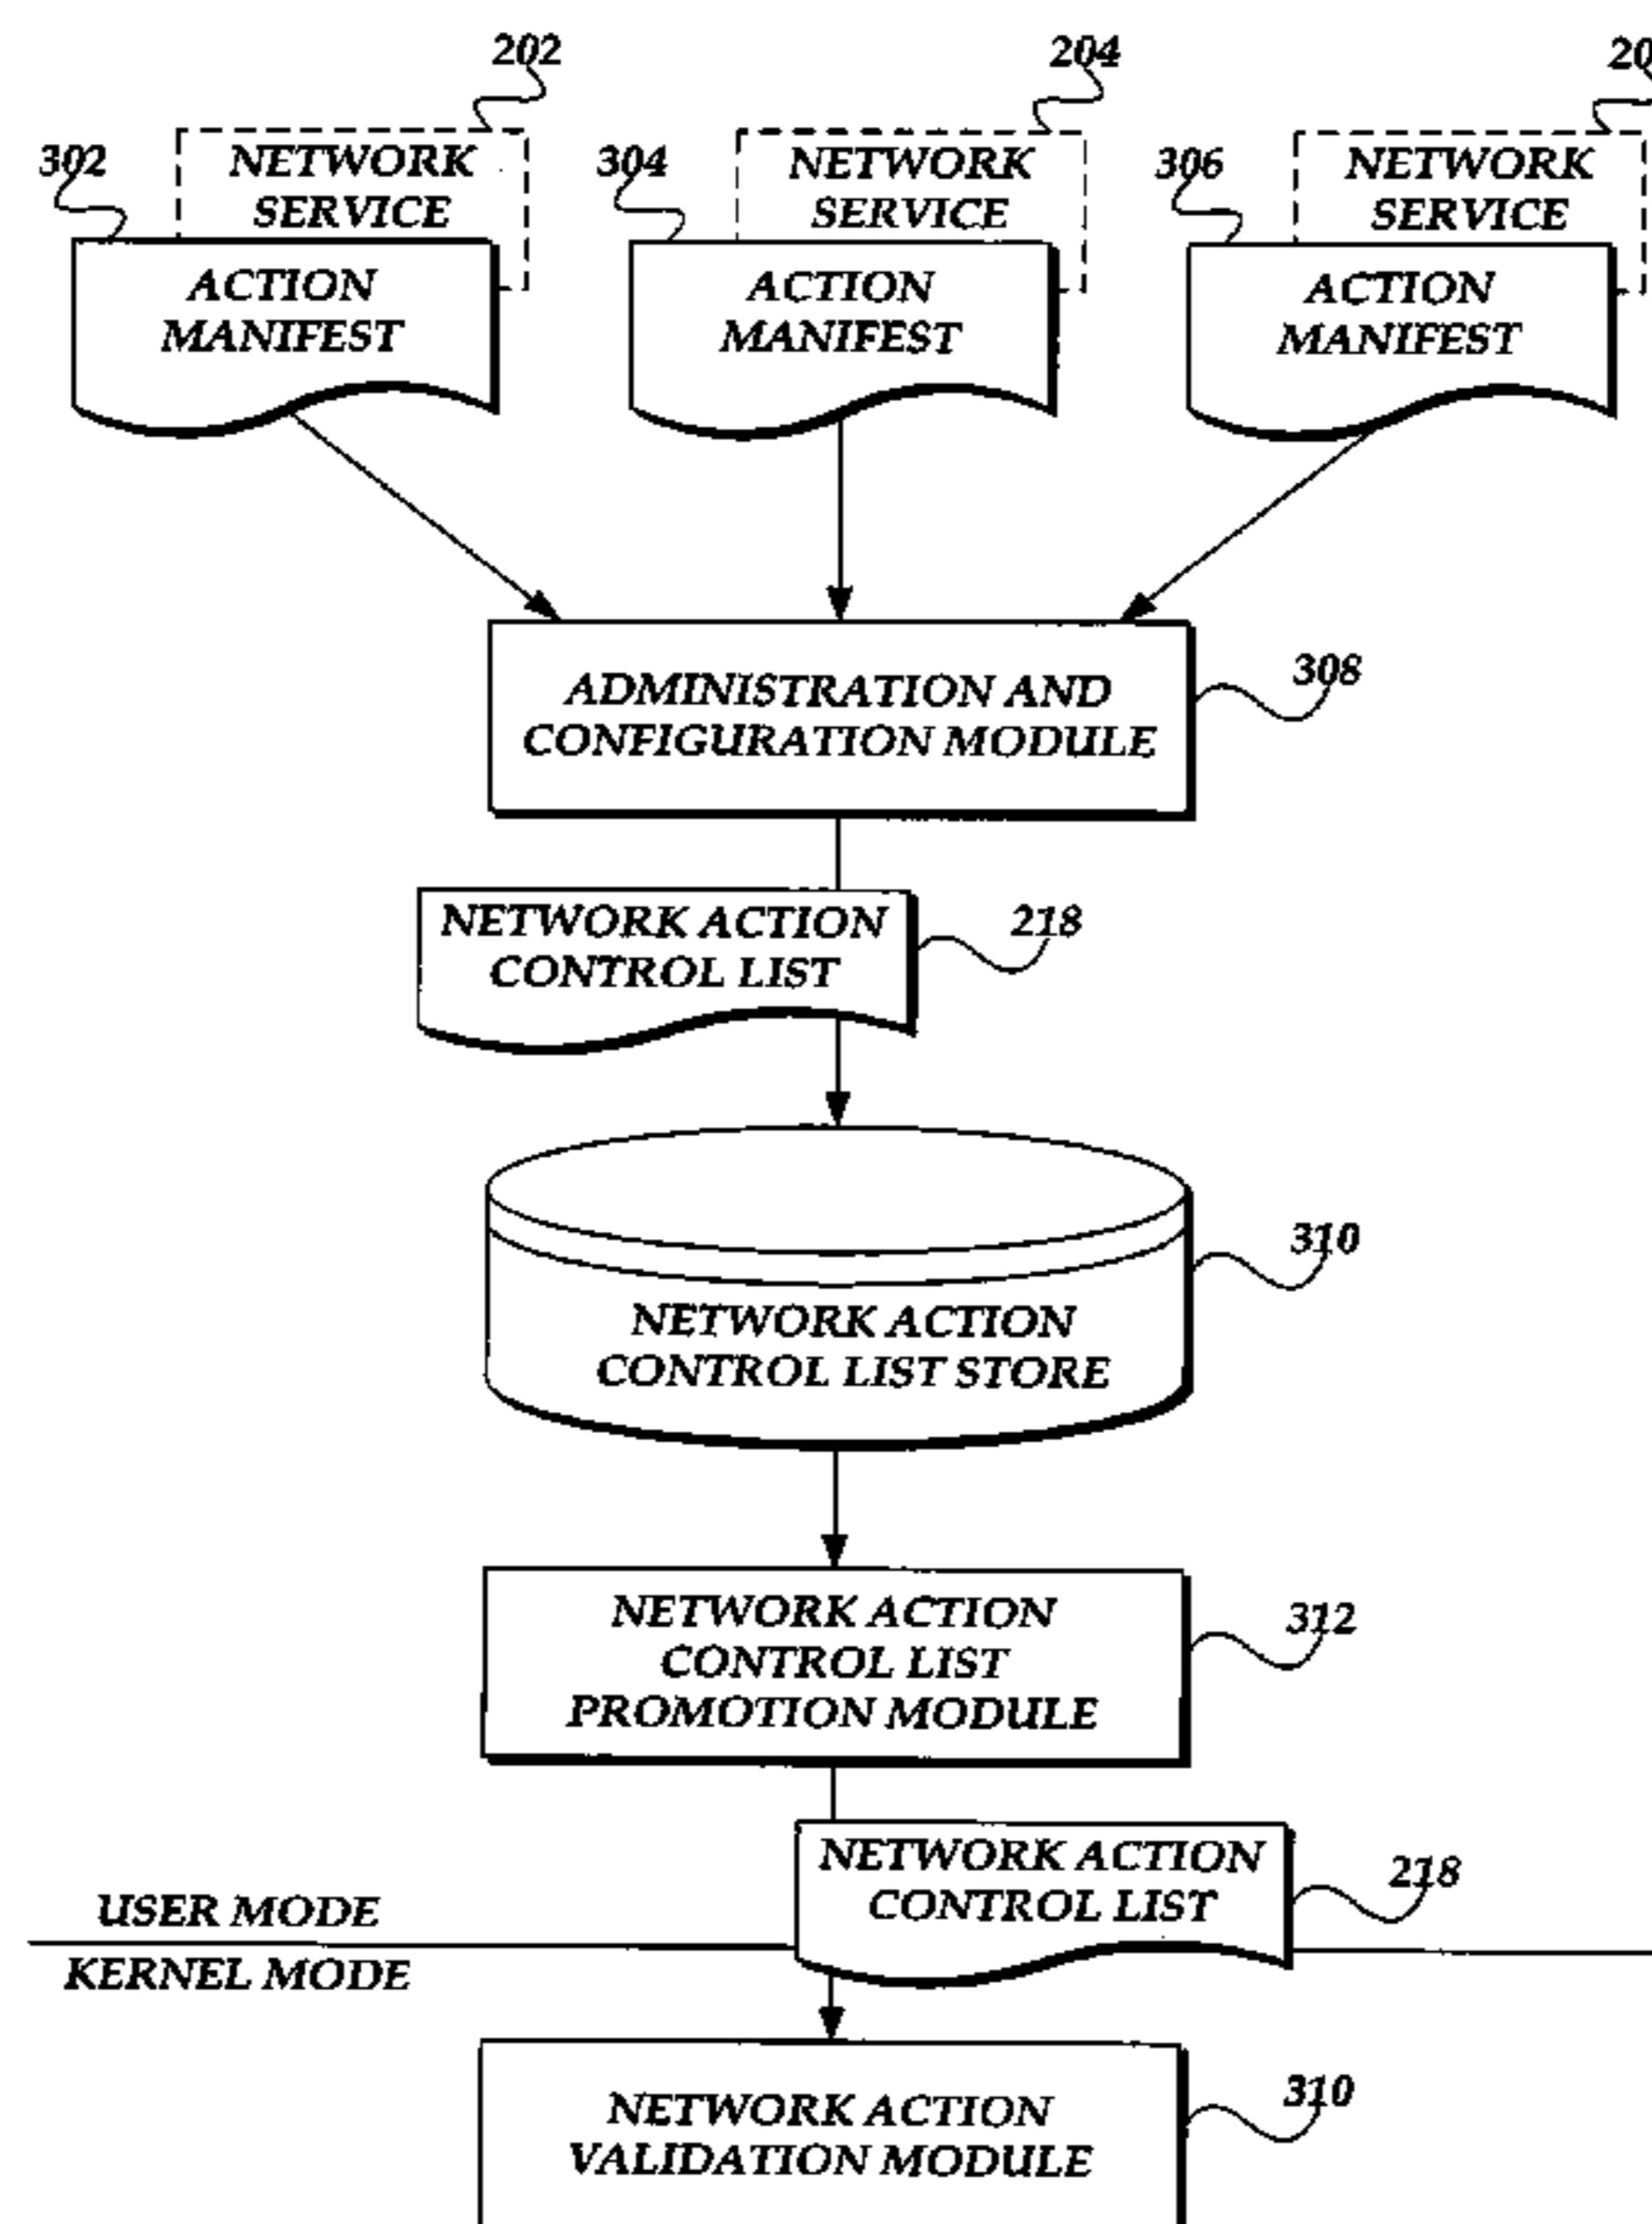 202
204
20
302
NETWORK
SERVICE
304
NETWORK
SERVICE
306
NETWORK
SERVICE
ACTION
MANIFEST
ACTION
MANIFEST
ACTION
MANIFEST
ADMINISTRATION AND
CONFIGURATION MODULE
308
NETWORK ACTION
CONTROL LIST
218
NETWORK ACTION
CONTROL LIST STORE
310
NETWORK ACTION
CONTROL LIST
PROMOTION MODULE
312
NETWORK ACTION
CONTROL LIST
218
USER MODE
KERNEL MODE
NETWORK ACTION
VALIDATION MODULE
310